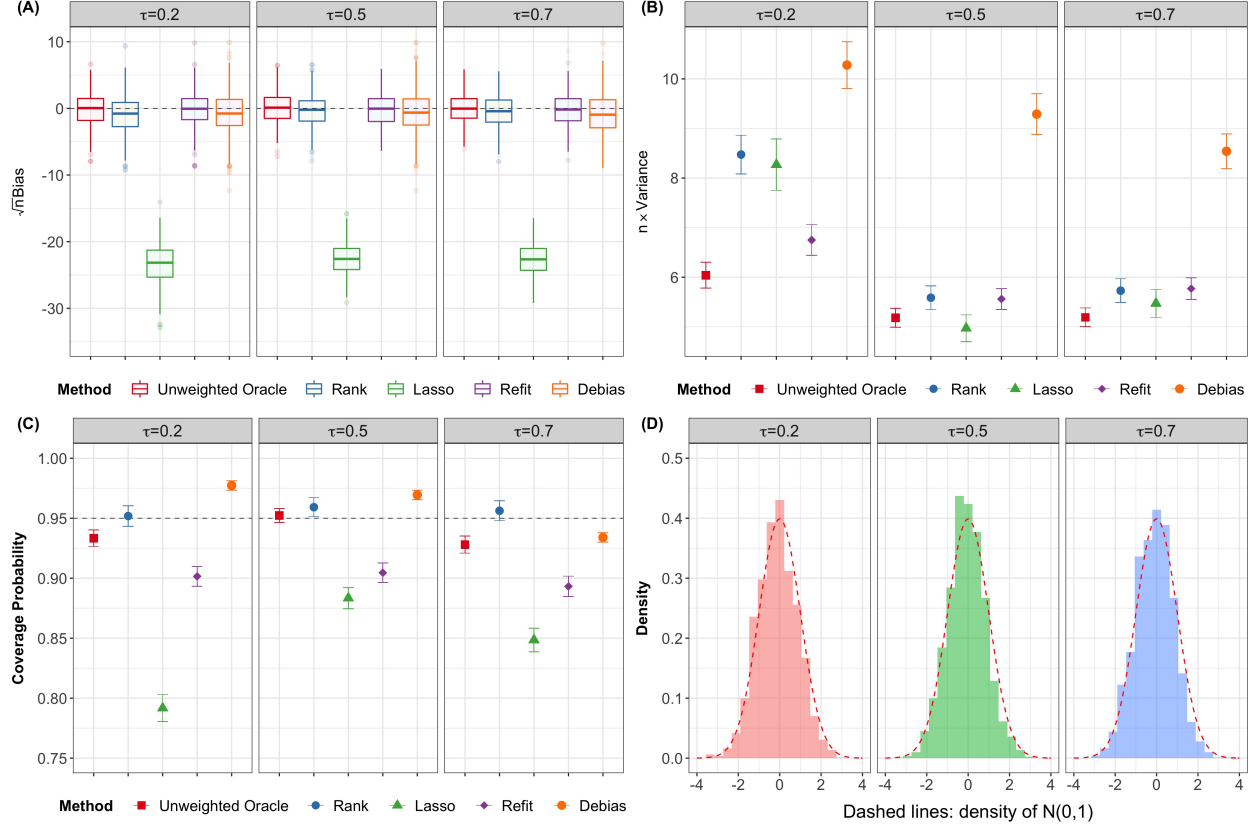 (A)
τ=0.2 τ=0.5 τ=0.7
10
0
-10
-20
-30
√nBias
Method Unweighted Oracle Rank Lasso Refit Debias
(B)
τ=0.2 τ=0.5 τ=0.7
10
8
6
n × Variance
Method Unweighted Oracle Rank Lasso Refit Debias
(C)
τ=0.2 τ=0.5 τ=0.7
1.00
0.95
0.90
0.85
0.80
0.75
Coverage Probability
Method Unweighted Oracle Rank Lasso Refit Debias
(D)
τ=0.2 τ=0.5 τ=0.7
0.5
0.4
0.3
0.2
0.1
0.0
Density
-4 -2 0 2 4 -4 -2 0 2 4 -4 -2 0 2 4
Dashed lines: density of N(0,1)